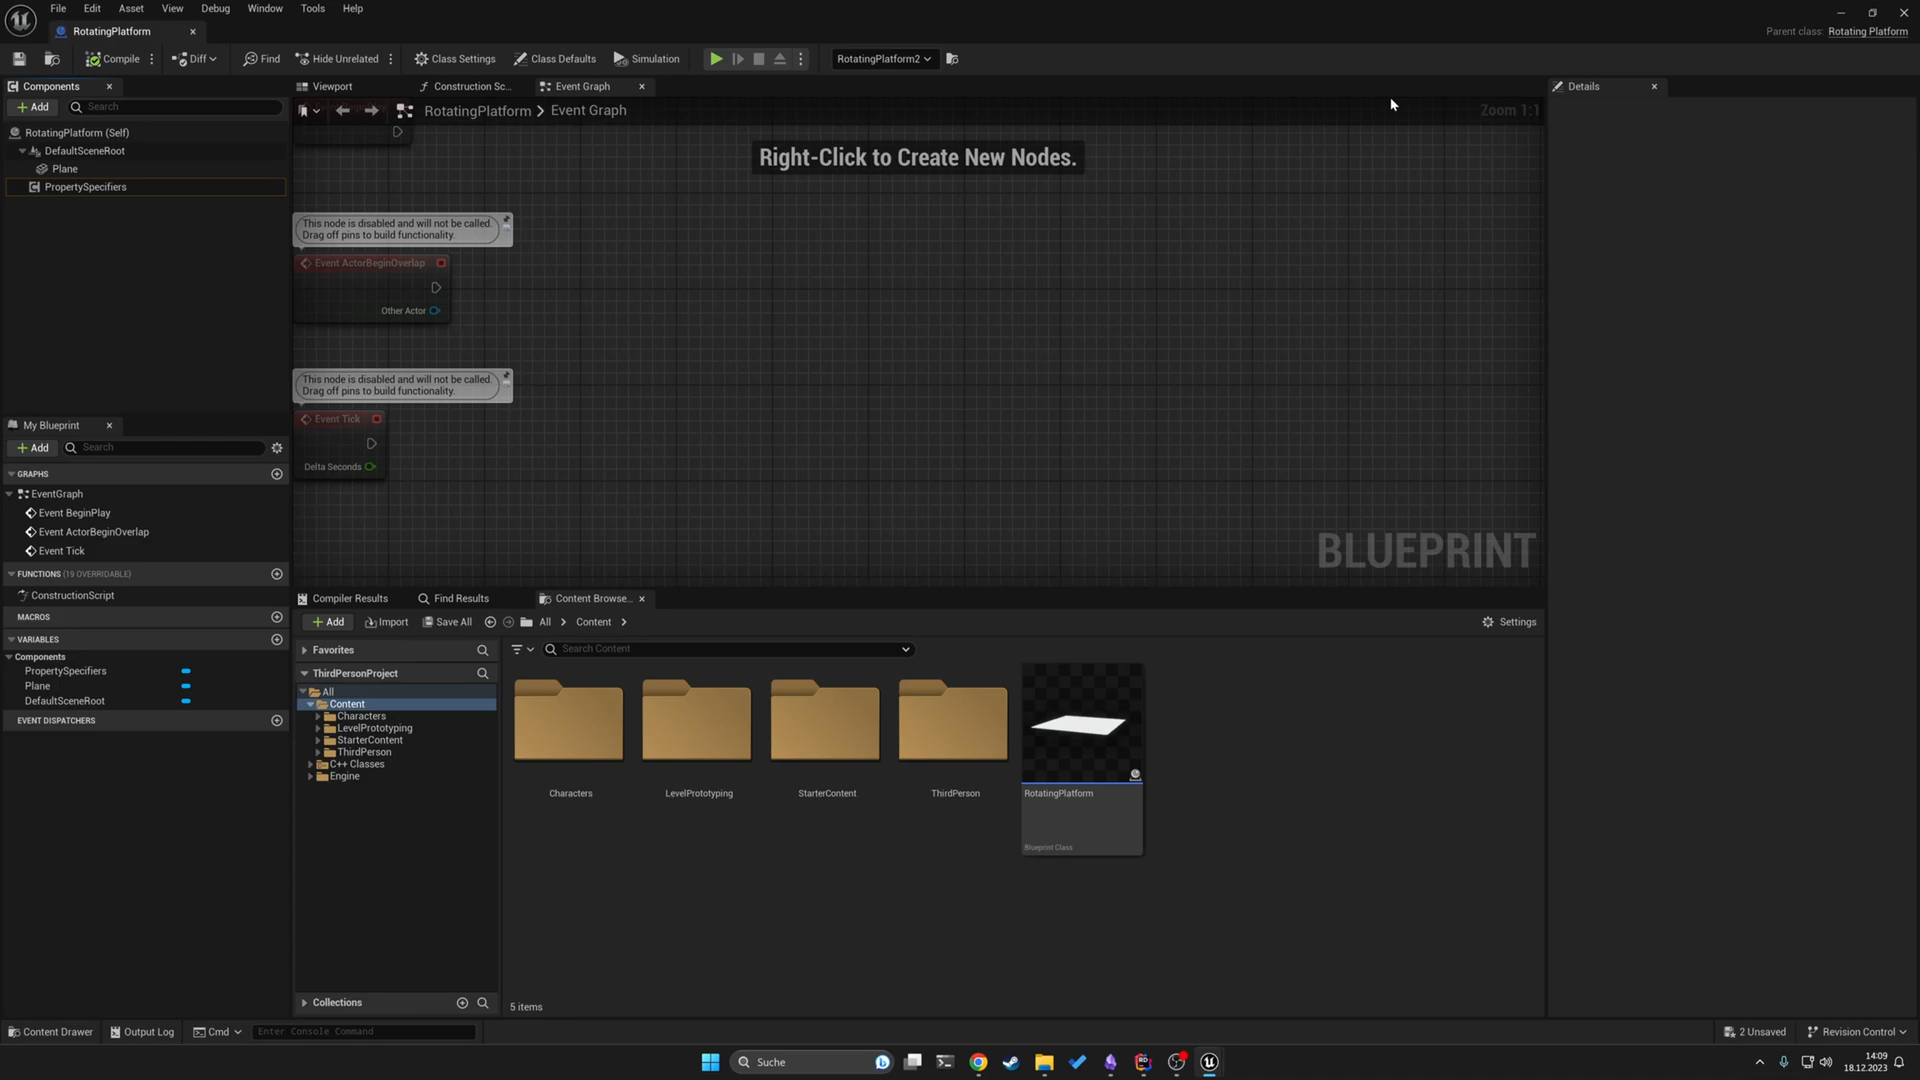 File Edit Asset View Debug Window Tools Help
RotatingPlatform
Parent class: Rotating Platform
Compile Diff Find Hide Unrelated Class Settings Class Defaults Simulation RotatingPlatform2
Components
Viewport Construction Sc... Event Graph
Details
Add Search
RotatingPlatform > Event Graph
Zoom 1:1
RotatingPlatform (Self)
DefaultSceneRoot
Plane
PropertySpecifiers
Right-Click to Create New Nodes.
This node is disabled and will not be called.
Drag off pins to build functionality.
Event ActorBeginOverlap
Other Actor
This node is disabled and will not be called.
Drag off pins to build functionality.
Event Tick
Delta Seconds
BLUEPRINT
My Blueprint
Add Search
GRAPHS
EventGraph
Event BeginPlay
Event ActorBeginOverlap
Event Tick
FUNCTIONS (19 OVERRIDABLE)
ConstructionScript
MACROS
VARIABLES
Components
PropertySpecifiers
Plane
DefaultSceneRoot
EVENT DISPATCHERS
Compiler Results Find Results Content Browse...
Add Import Save All All Content
Settings
Favorites
Search Content
ThirdPersonProject
All
Content
Characters
LevelPrototyping
StarterContent
ThirdPerson
C++ Classes
Engine
Characters LevelPrototyping StarterContent ThirdPerson RotatingPlatform
Blueprint Class
Collections
5 items
Content Drawer Output Log Cmd Enter Console Command
2 Unsaved Revision Control
Suche
14:09
18.12.2023